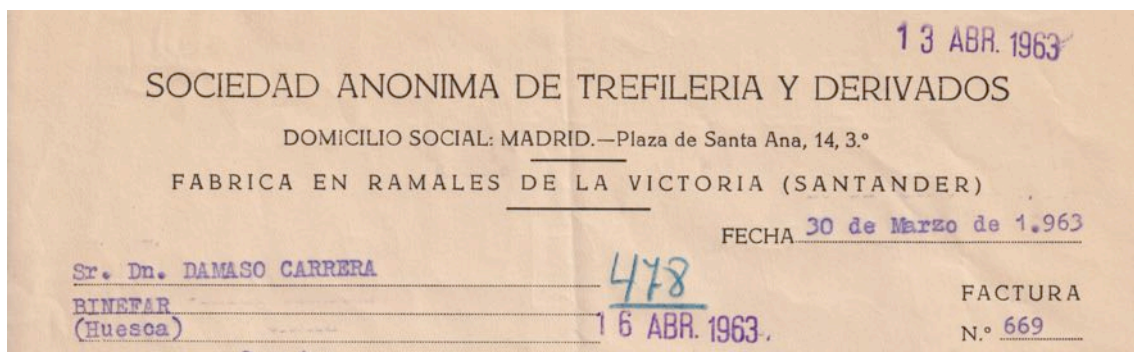 13 ABR. 1963
SOCIEDAD ANONIMA DE TREFILERIA Y DERIVADOS
DOMICILIO SOCIAL: MADRID.—Plaza de Santa Ana, 14, 3.º
FABRICA EN RAMALES DE LA VICTORIA (SANTANDER)
FECHA 30 de Marzo de 1.963
Sr. Dn. DAMASO CARRERA
478
BINEFAR
FACTURA
(Huesca)
16 ABR. 1963.
N.º 669